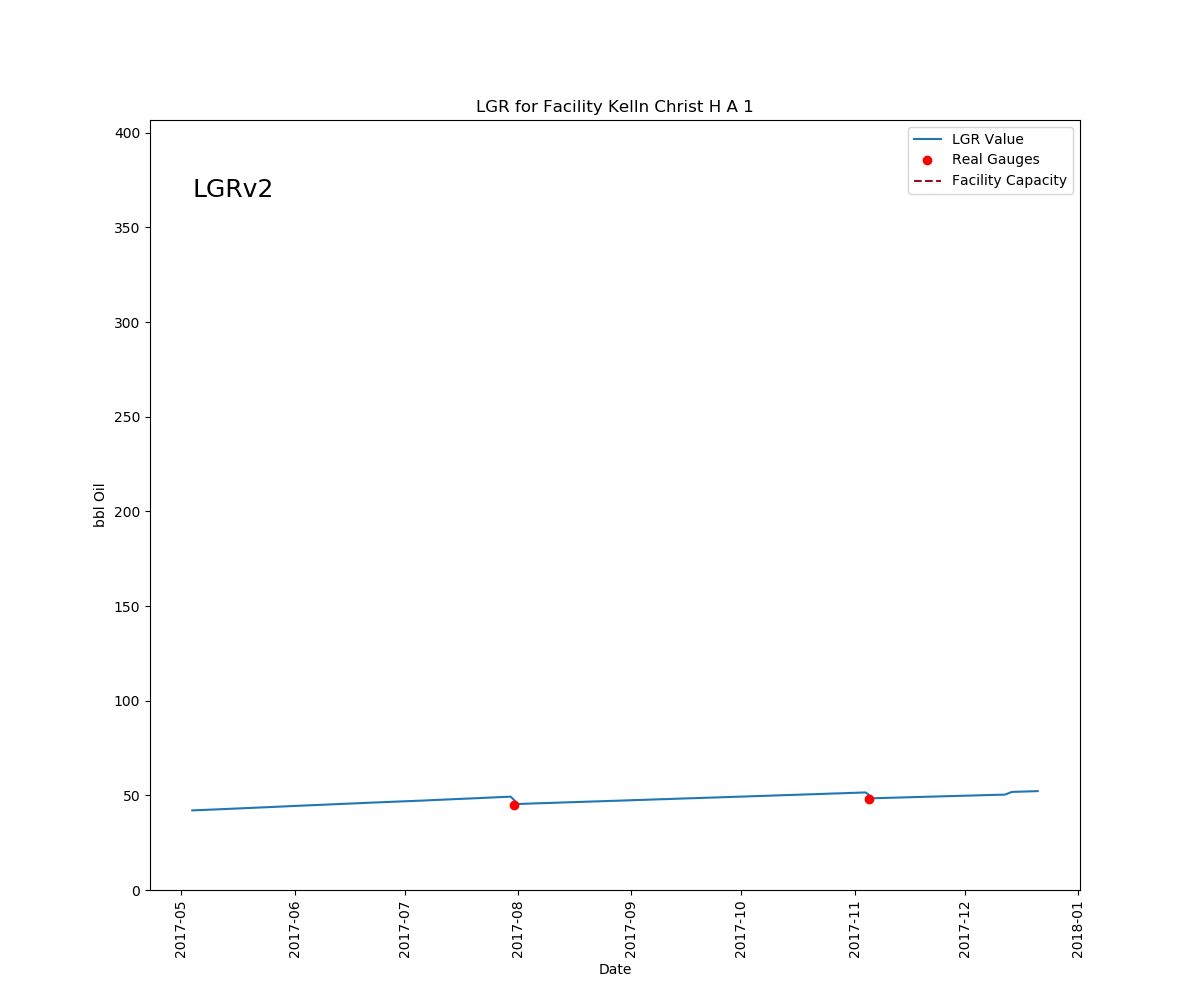 LGR for Facility Kelln Christ H A 1
LGRv2
LGR Value
Real Gauges
Facility Capacity
bbl Oil
400
350
300
250
200
150
100
50
0
2017-05
2017-06
2017-07
2017-08
2017-09
2017-10
2017-11
2017-12
2018-01
Date